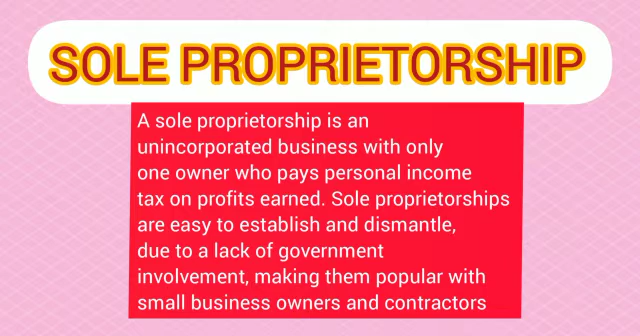 SOLE PROPRIETORSHIP
A sole proprietorship is an
unincorporated business with only
one owner who pays personal income
tax on profits earned. Sole proprietorships
are easy to establish and dismantle,
due to a lack of government
involvement, making them popular with
small business owners and contractors